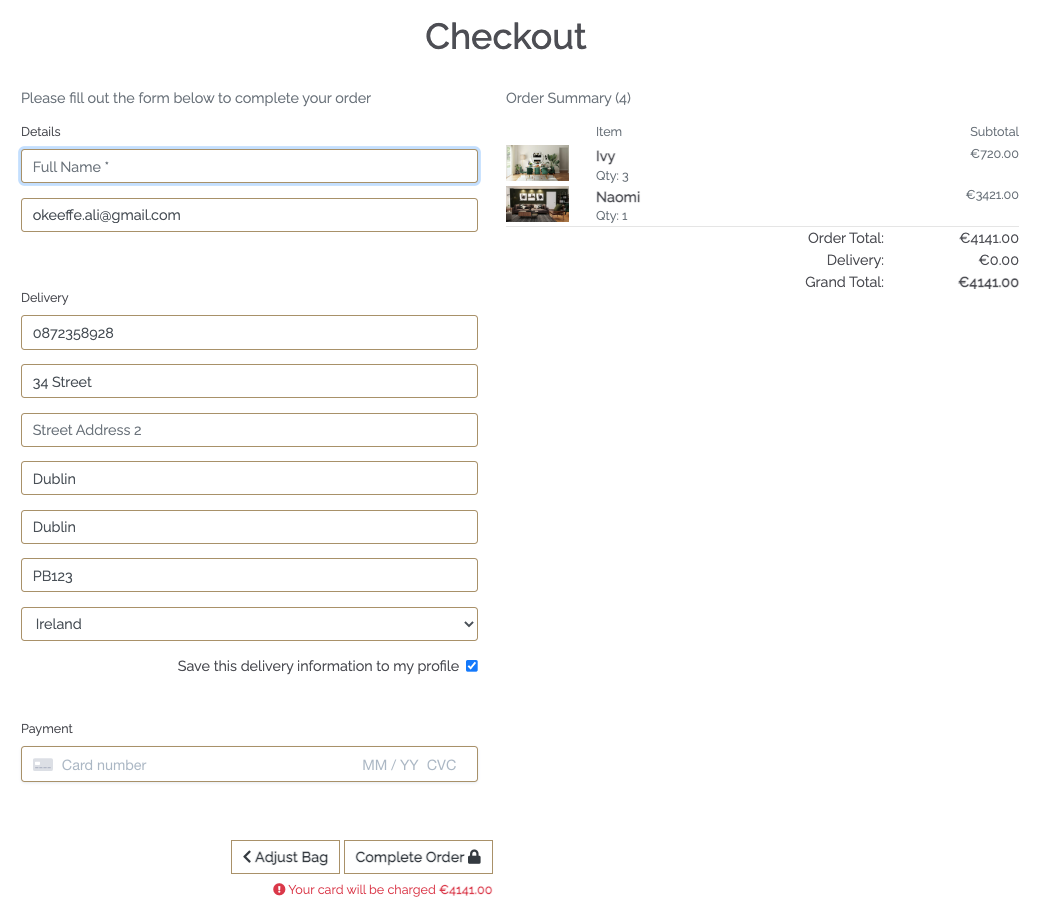 Checkout
Please fill out the form below to complete your order
Details
Full Name *
okeeffe.ali@gmail.com
Delivery
0872358928
34 Street
Street Address 2
Dublin
Dublin
PB123
Ireland
Save this delivery information to my profile
Payment
Card number MM / YY CVC
Adjust Bag Complete Order
Your card will be charged €4141.00
Order Summary (4)
Item Subtotal
Ivy €720.00
Qty: 3
Naomi €3421.00
Qty: 1
Order Total: €4141.00
Delivery: €0.00
Grand Total: €4141.00